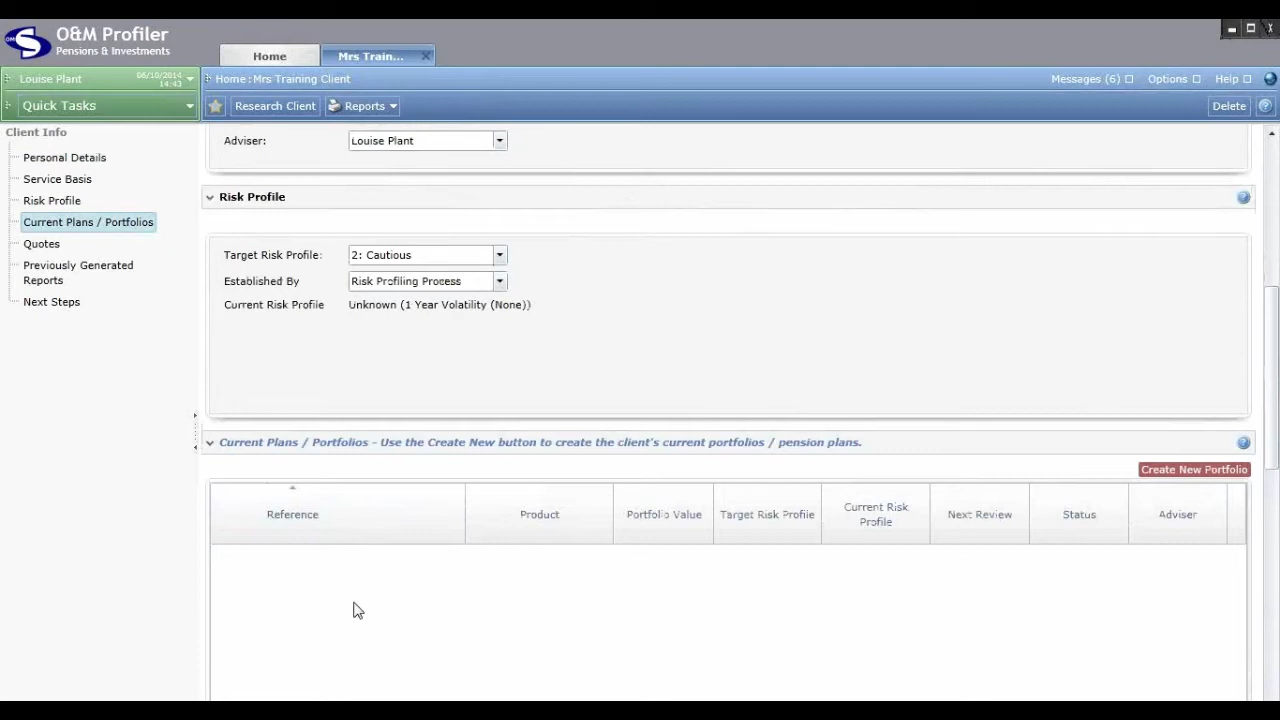 O&M Profiler
Pensions & Investments
OMS
Home
Mrs Train...
Louise Plant
06/10/2014
14:43
Home : Mrs Training Client
Messages (6)
Options
Help
Quick Tasks
Research Client
Reports
Delete
Client Info
Personal Details
Service Basis
Risk Profile
Current Plans / Portfolios
Quotes
Previously Generated
Reports
Next Steps
Adviser:
Louise Plant
Risk Profile
Target Risk Profile:
2: Cautious
Established By
Risk Profiling Process
Current Risk Profile
Unknown (1 Year Volatility (None))
Current Plans / Portfolios - Use the Create New button to create the client's current portfolios / pension plans.
Create New Portfolio
Reference
Product
Portfolio Value
Target Risk Profile
Current Risk
Profile
Next Review
Status
Adviser